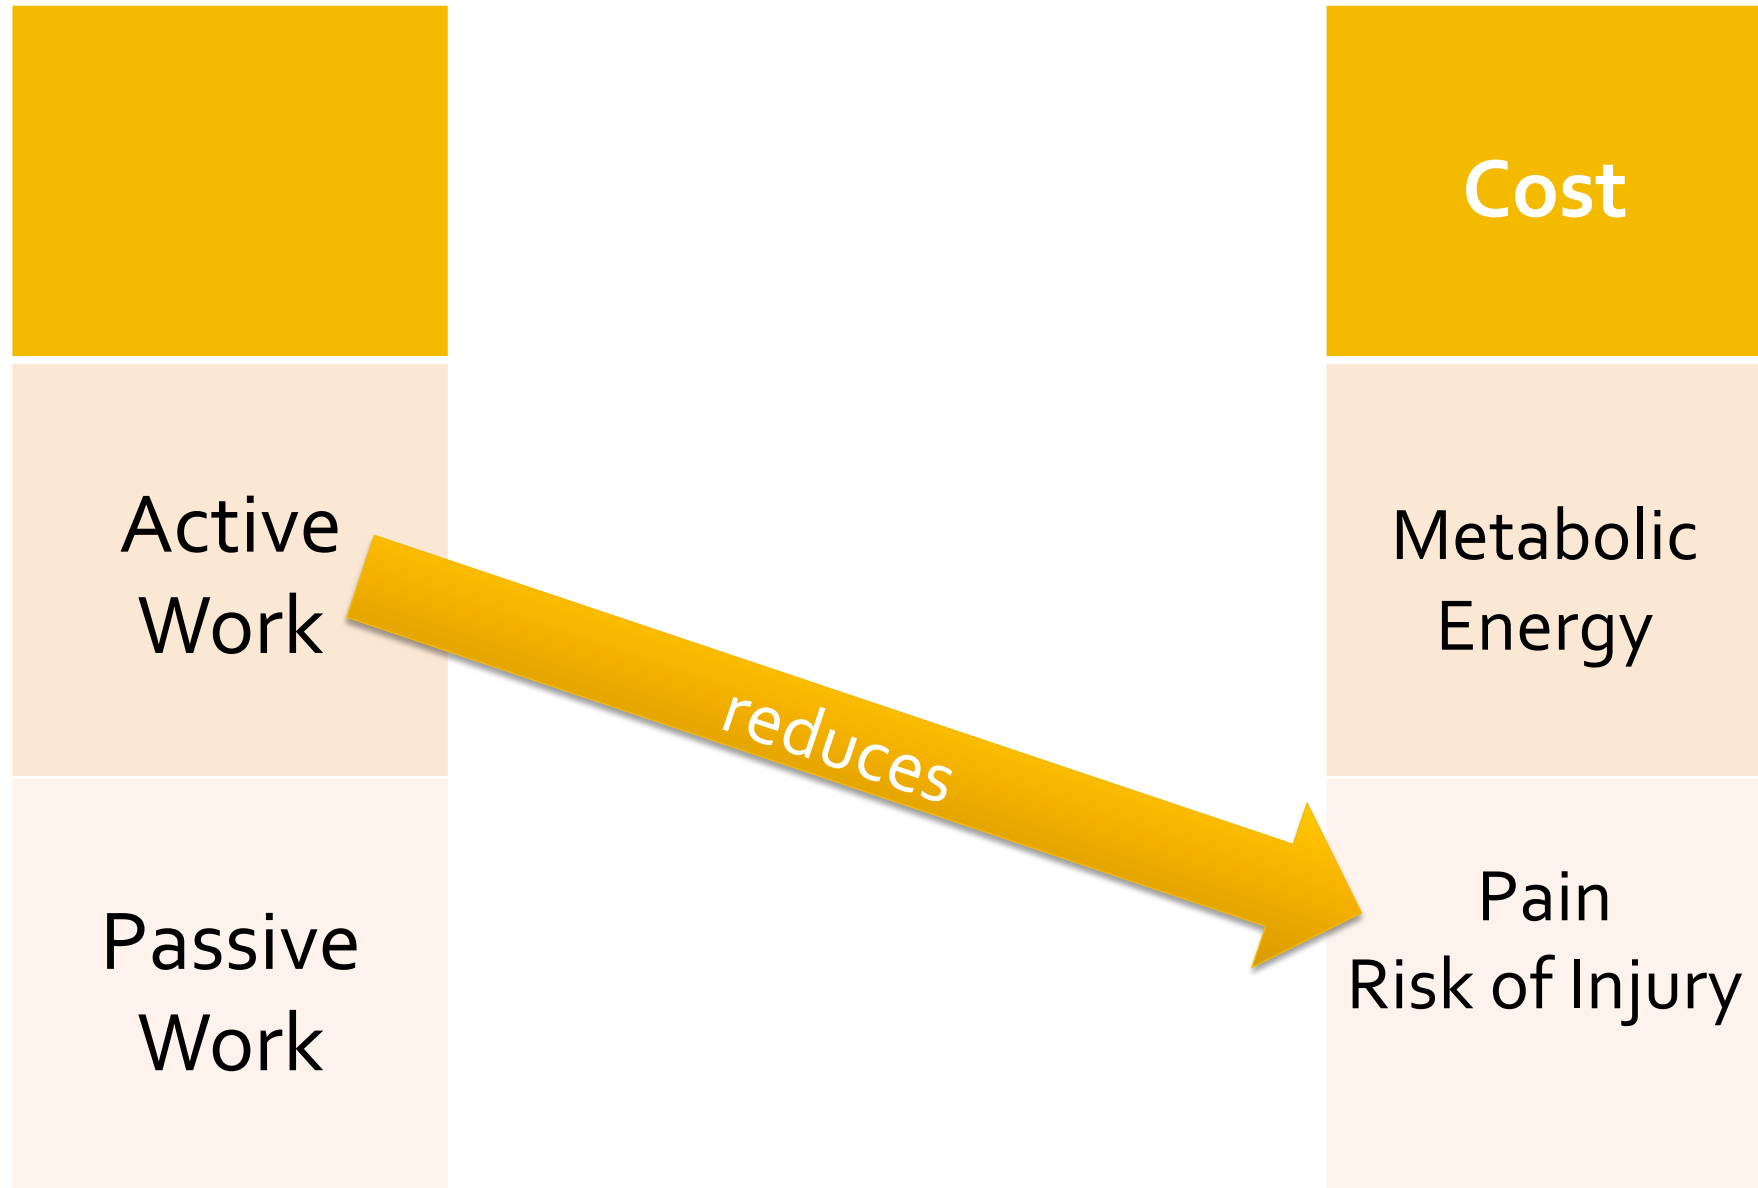 Cost
Active
Work
Metabolic
Energy
reduces
Passive
Work
Pain
Risk of Injury